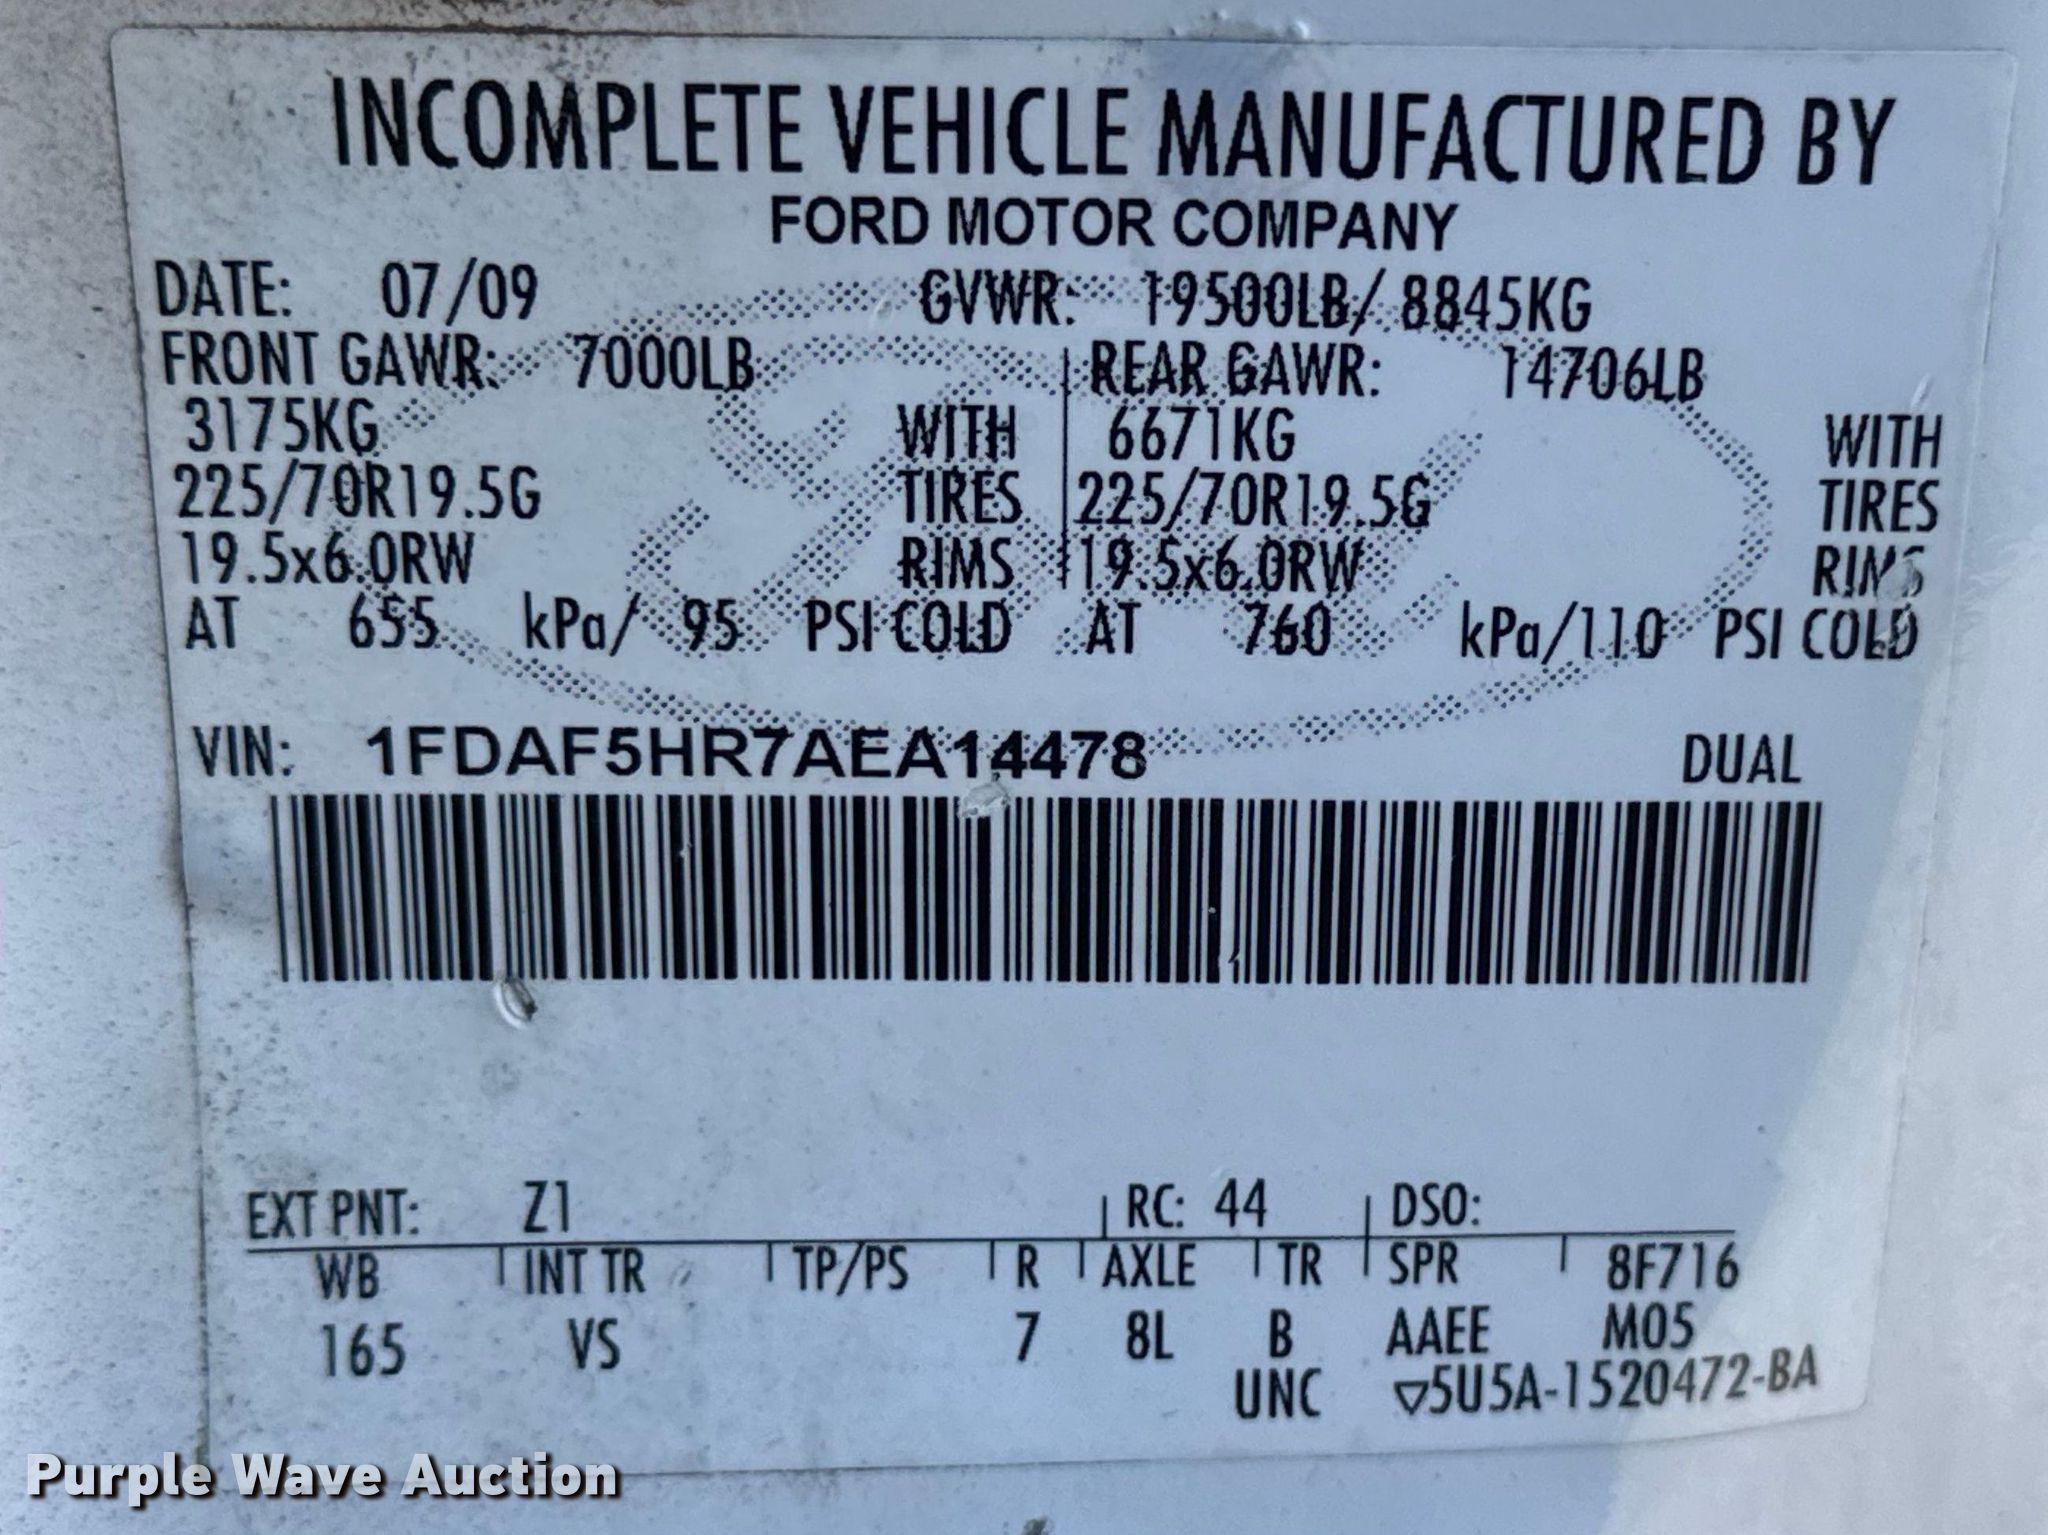 INCOMPLETE VEHICLE MANUFACTURED BY
FORD MOTOR COMPANY
DATE: 07/09 GVWR: 19500LB/ 8845KG
FRONT GAWR: 7000LB REAR GAWR: 14706LB
3175KG WITH 6671KG WITH
225/70R19.5G TIRES 225/70R19.5G TIRES
19.5x6.0RW RIMS 19.5x6.0RW RIMS
AT 655 kPa/ 95 PSI COLD AT 760 kPa/110 PSI COLD
VIN: 1FDAF5HR7AEA14478 DUAL
EXT PNT: Z1 RC: 44 DSO:
WB INT TR TP/PS R AXLE TR SPR 8F716
165 VS 7 8L B AAEE M05
UNC ▽5U5A-1520472-BA
Purple Wave Auction